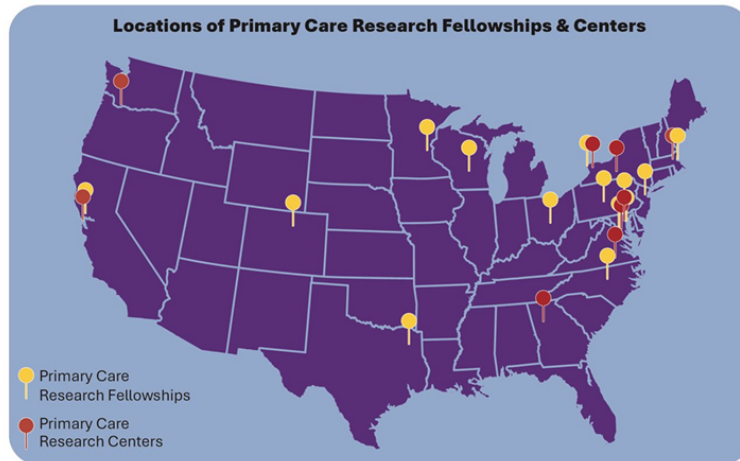 Locations of Primary Care Research Fellowships & Centers
Primary Care
Research Fellowships
Primary Care
Research Centers